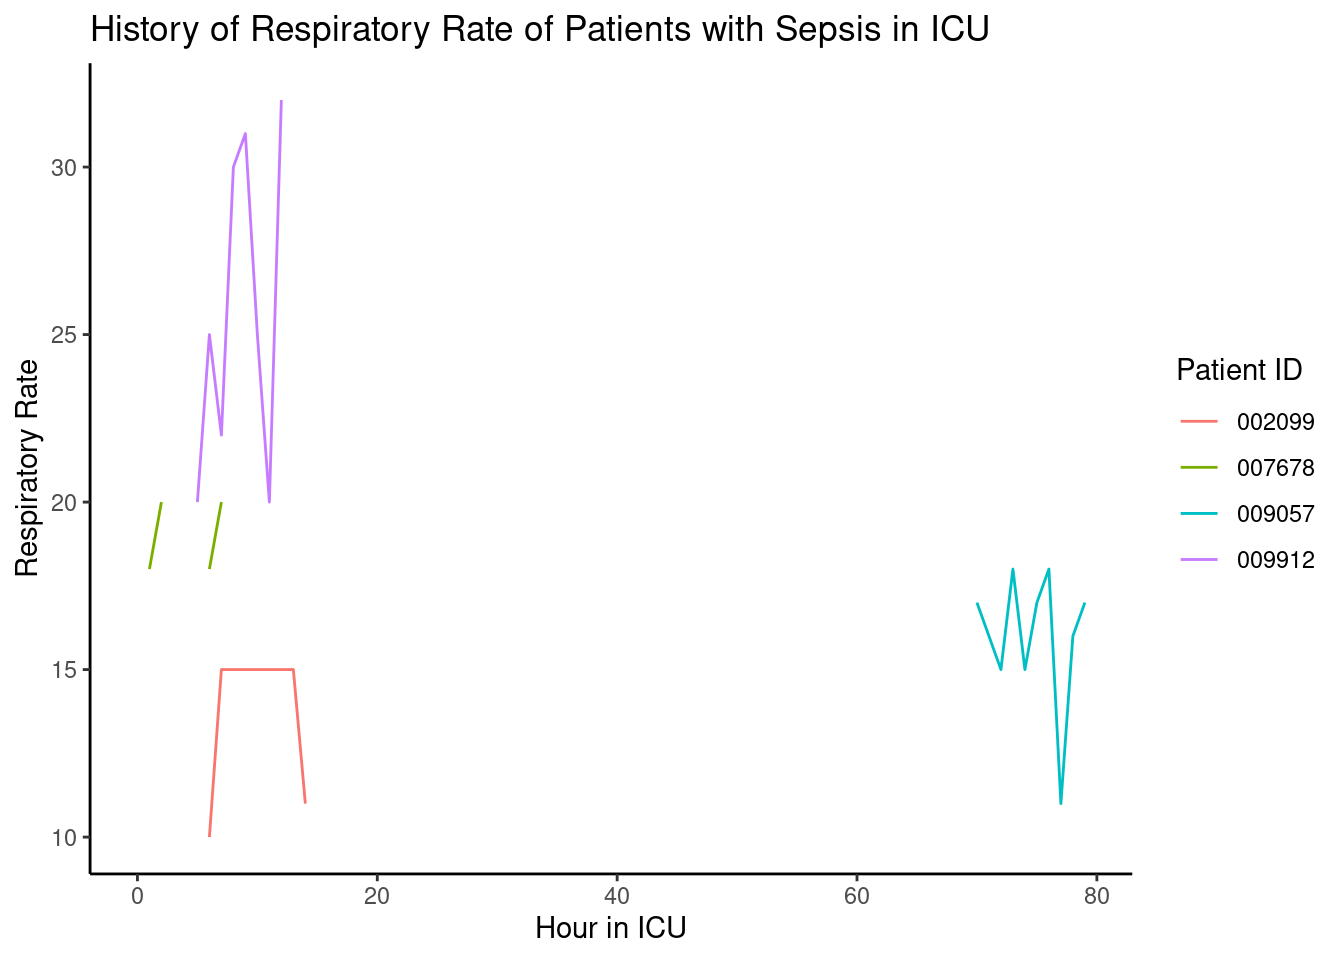 History of Respiratory Rate of Patients with Sepsis in ICU
30
25
20
15
10
Respiratory Rate
0 20 40 60 80
Hour in ICU
Patient ID
002099
007678
009057
009912